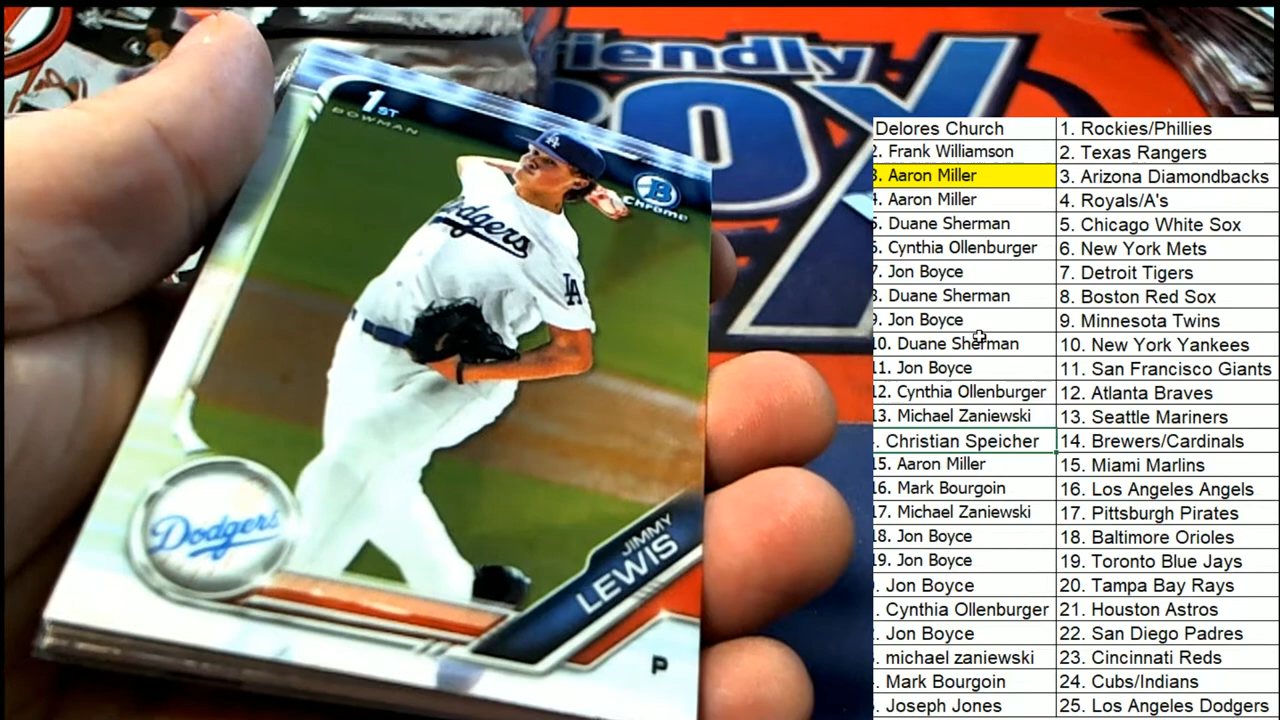 iendly
1ST
BOWMAN
B
Chrome
LA
Dodgers
LA
Dodgers
JIMMY
LEWIS
P
Delores Church 1. Rockies/Phillies
2. Frank Williamson 2. Texas Rangers
3. Aaron Miller 3. Arizona Diamondbacks
4. Aaron Miller 4. Royals/A's
5. Duane Sherman 5. Chicago White Sox
6. Cynthia Ollenburger 6. New York Mets
7. Jon Boyce 7. Detroit Tigers
8. Duane Sherman 8. Boston Red Sox
9. Jon Boyce 9. Minnesota Twins
10. Duane Sherman 10. New York Yankees
11. Jon Boyce 11. San Francisco Giants
12. Cynthia Ollenburger 12. Atlanta Braves
13. Michael Zaniewski 13. Seattle Mariners
. Christian Speicher 14. Brewers/Cardinals
15. Aaron Miller 15. Miami Marlins
16. Mark Bourgoin 16. Los Angeles Angels
17. Michael Zaniewski 17. Pittsburgh Pirates
18. Jon Boyce 18. Baltimore Orioles
19. Jon Boyce 19. Toronto Blue Jays
. Jon Boyce 20. Tampa Bay Rays
. Cynthia Ollenburger 21. Houston Astros
. Jon Boyce 22. San Diego Padres
. michael zaniewski 23. Cincinnati Reds
. Mark Bourgoin 24. Cubs/Indians
. Joseph Jones 25. Los Angeles Dodgers